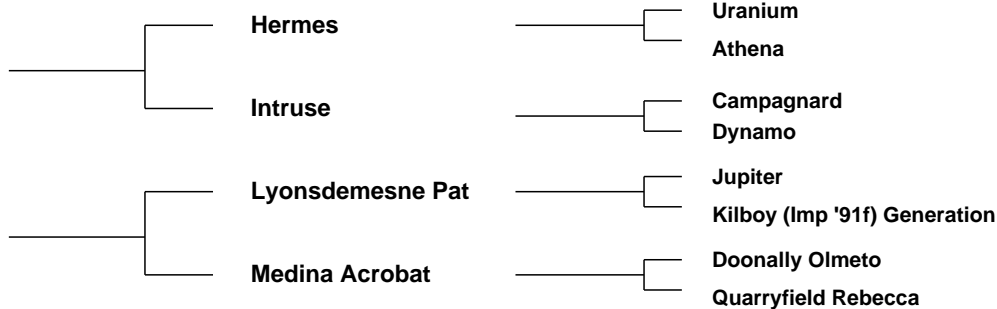 Uranium
Hermes
Athena
Campagnard
Intruse
Dynamo
Jupiter
Lyonsdemesne Pat
Kilboy (Imp '91f) Generation
Doonally Olmeto
Medina Acrobat
Quarryfield Rebecca